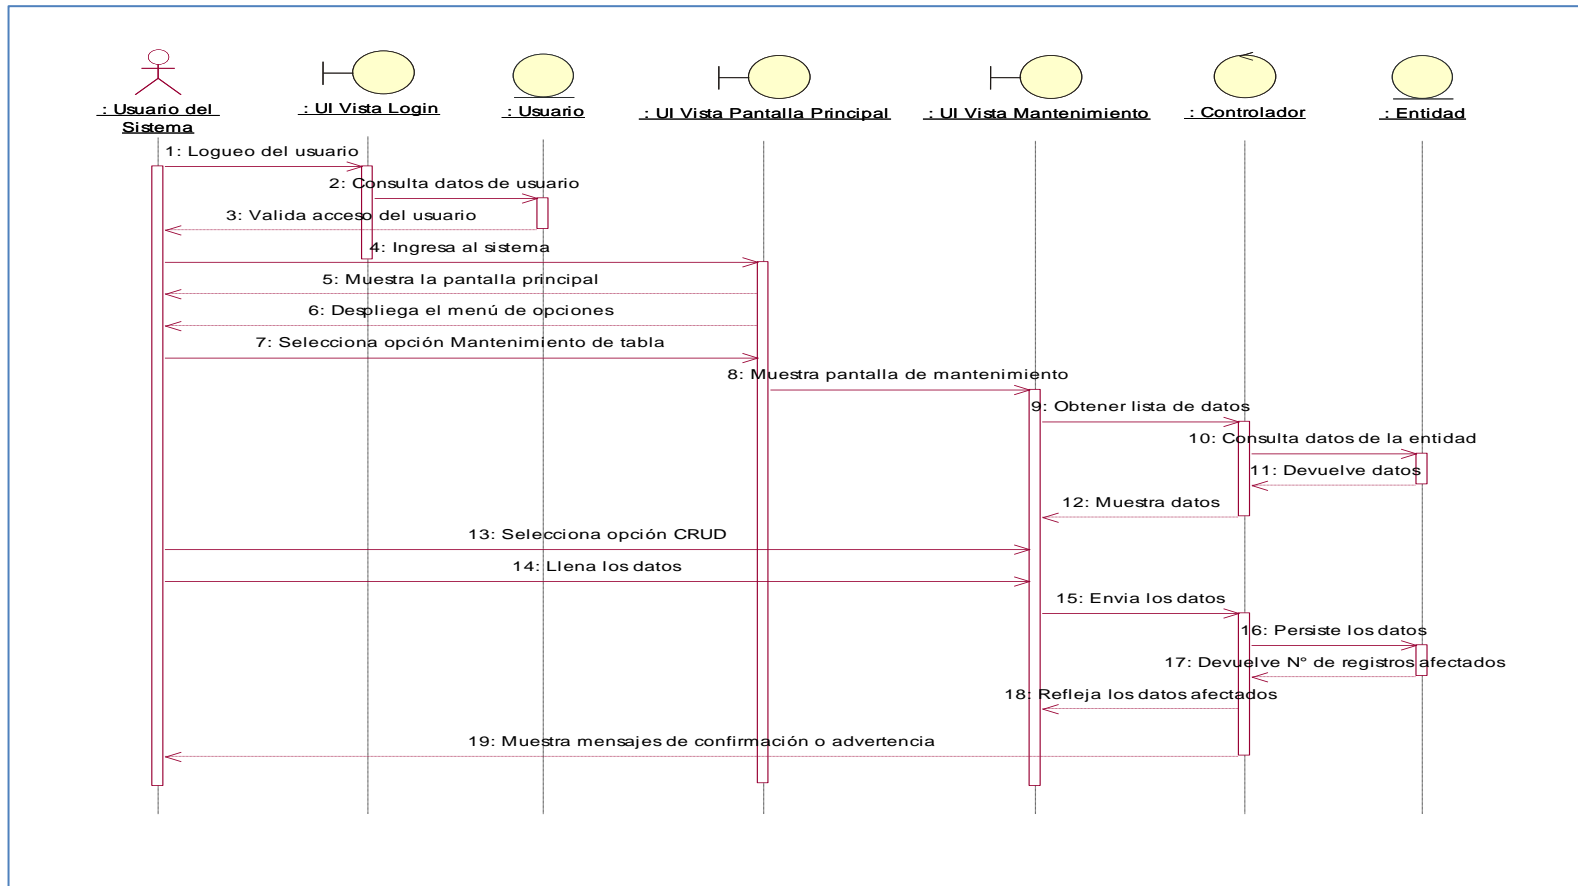 : Usuario del
Sistema
: UI Vista Login
: Usuario
: UI Vista Pantalla Principal
: UI Vista Mantenimiento
: Controlador
: Entidad
1: Logueo del usuario
2: Consulta datos de usuario
3: Valida acceso del usuario
4: Ingresa al sistema
5: Muestra la pantalla principal
6: Despliega el menú de opciones
7: Selecciona opción Mantenimiento de tabla
8: Muestra pantalla de mantenimiento
9: Obtener lista de datos
10: Consulta datos de la entidad
11: Devuelve datos
12: Muestra datos
13: Selecciona opción CRUD
14: Llena los datos
15: Envia los datos
16: Persiste los datos
17: Devuelve N° de registros afectados
18: Refleja los datos afectados
19: Muestra mensajes de confirmación o advertencia